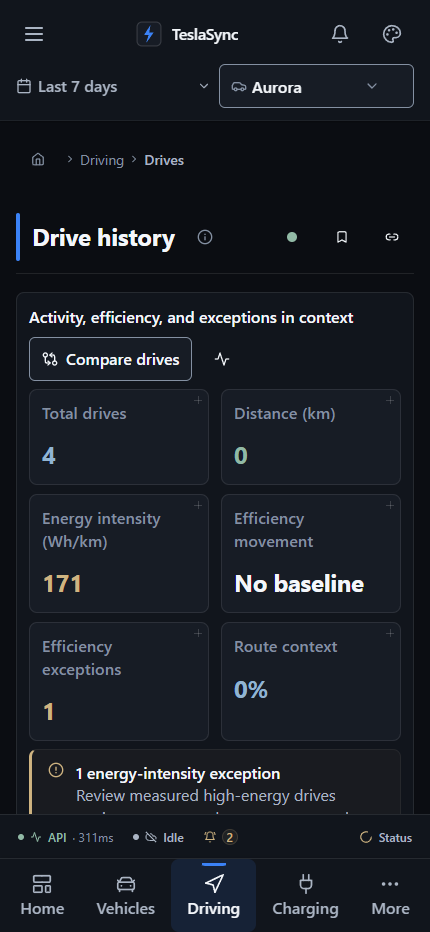 TeslaSync
Last 7 days
Aurora
Driving
Drives
Drive history
Activity, efficiency, and exceptions in context
Compare drives
Total drives
4
Distance (km)
0
Energy intensity
(Wh/km)
171
Efficiency
movement
No baseline
Efficiency
exceptions
1
Route context
0%
1 energy-intensity exception
Review measured high-energy drives
API · 311ms
Idle
2
Status
Home
Vehicles
Driving
Charging
More